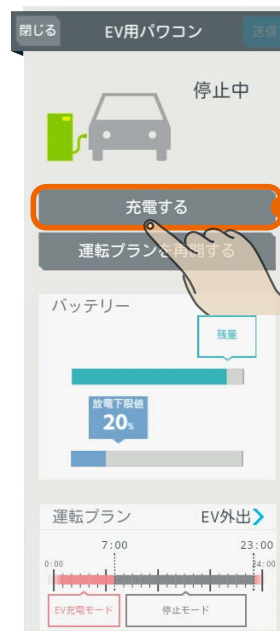 閉じる EV用パワコン 送信
停止中
充電する
運転プランを再開する
バッテリー
残量
放電下限値
20%
運転プラン EV外出
7:00 23:00
0:00 24:00
EV充電モード 停止モード